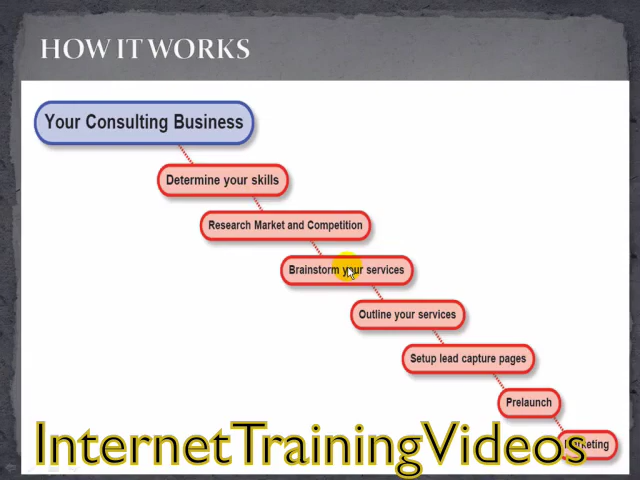 HOW IT WORKS
Your Consulting Business
Determine your skills
Research Market and Competition
Brainstorm your services
Outline your services
Setup lead capture pages
Prelaunch
Marketing
InternetTrainingVideos